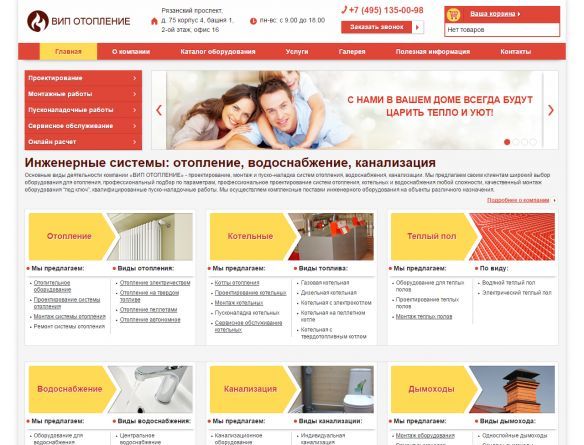 ВИП ОТОПЛЕНИЕ
Рязанский проспект,
д. 75 корпус 4, башня 1,
2-ой этаж, офис 16
пн-вс: с 9.00 до 18.00
+7 (495) 135-00-98
Заказать звонок
Ваша корзина
Нет товаров
Главная
О компании
Каталог оборудования
Услуги
Галерея
Полезная информация
Контакты
Проектирование
Монтажные работы
Пусконаладочные работы
Сервисное обслуживание
Онлайн расчет
С НАМИ В ВАШЕМ ДОМЕ ВСЕГДА БУДУТ
ЦАРИТЬ ТЕПЛО И УЮТ!
Инженерные системы: отопление, водоснабжение, канализация
Основные виды деятельности компании «ВИП ОТОПЛЕНИЕ» - проектирование, монтаж и пуско-наладка систем отопления, водоснабжения, канализации. Мы предлагаем своим клиентам широкий выбор
оборудования для отопления, профессиональный подбор по параметрам, профессиональное проектирование систем отопления, котельных и водоснабжения любой сложности, качественный монтаж
оборудования "под ключ", квалифицированные пуско-наладочные работы. Мы осуществляем комплексные поставки инженерного оборудования на объекты различного назначения.
Подробнее о компании
Отопление
Мы предлагаем:
Отопительное
оборудование
Проектирование системы
отопления
Монтаж системы отопления
Ремонт системы отопления
Виды отопления:
Отопление электричеством
Отопление на твердом
топливе
Отопление пеллетами
Отопление автономное
Котельные
Мы предлагаем:
Котлы отопления
Проектирование котельных
Монтаж котельных
Пусконаладка котельных
Сервисное обслуживание
котельных
Виды топлива:
Газовая котельная
Дизельная котельная
Котельная с электрокотлом
Котельная на пеллетном
котле
Котельная с
твердотопливным котлом
Теплый пол
Мы предлагаем:
Оборудование для теплых
полов
Проектирование теплых
полов
Монтаж теплых полов
По виду:
Водяной теплый пол
Электрический теплый пол
Водоснабжение
Мы предлагаем:
Оборудование для
водоснабжения
Виды водоснабжения:
Центральное
водоснабжение
Канализация
Мы предлагаем:
Канализационное
оборудование
Виды канализации:
Индивидуальная
канализация
Дымоходы
Мы предлагаем:
Монтаж оборудования
Виды дымохода:
Одностойные дымоходы